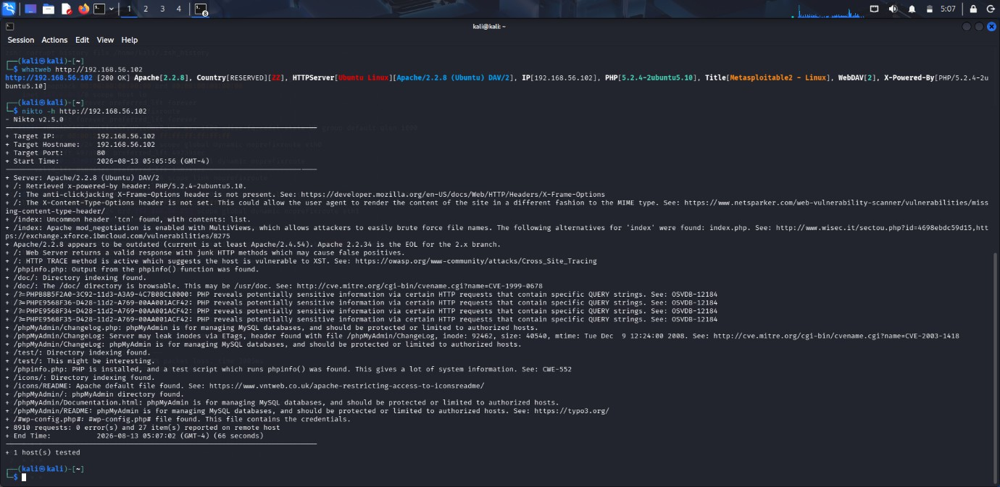 1 2 3 4 8 5:07
kali@kali: ~
Session Actions Edit View Help
┌──(kali㉿kali)-[~]
└─$ whatweb http://192.168.56.102
http://192.168.56.102 [200 OK] Apache[2.2.8], Country[RESERVED][ZZ], HTTPServer[Ubuntu Linux][Apache/2.2.8 (Ubuntu) DAV/2], IP[192.168.56.102], PHP[5.2.4-2ubuntu5.10], Title[Metasploitable2 - Linux], WebDAV[2], X-Powered-By[PHP/5.2.4-2u
buntu5.10]
┌──(kali㉿kali)-[~]
└─$ nikto -h http://192.168.56.102
- Nikto v2.5.0
+ Target IP: 192.168.56.102
+ Target Hostname: 192.168.56.102
+ Target Port: 80
+ Start Time: 2026-08-13 05:05:56 (GMT-4)
+ Server: Apache/2.2.8 (Ubuntu) DAV/2
+ /: Retrieved x-powered-by header: PHP/5.2.4-2ubuntu5.10.
+ /: The anti-clickjacking X-Frame-Options header is not present. See: https://developer.mozilla.org/en-US/docs/Web/HTTP/Headers/X-Frame-Options
+ /: The X-Content-Type-Options header is not set. This could allow the user agent to render the content of the site in a different fashion to the MIME type. See: https://www.netsparker.com/web-vulnerability-scanner/vulnerabilities/miss
ing-content-type-header/
+ /index: Uncommon header 'tcn' found, with contents: list.
+ /index: Apache mod_negotiation is enabled with MultiViews, which allows attackers to easily brute force file names. The following alternatives for 'index' were found: index.php. See: http://www.wisec.it/sectou.php?id=4698ebdc59d15,htt
ps://exchange.xforce.ibmcloud.com/vulnerabilities/8275
+ Apache/2.2.8 appears to be outdated (current is at least Apache/2.4.54). Apache 2.2.34 is the EOL for the 2.x branch.
+ /: Web Server returns a valid response with junk HTTP methods which may cause false positives.
+ /: HTTP TRACE method is active which suggests the host is vulnerable to XST. See: https://owasp.org/www-community/attacks/Cross_Site_Tracing
+ /phpinfo.php: Output from the phpinfo() function was found.
+ /doc/: Directory indexing found.
+ /doc/: The /doc/ directory is browsable. This may be /usr/doc. See: http://cve.mitre.org/cgi-bin/cvename.cgi?name=CVE-1999-0678
+ /?=PHPB8B5F2A0-3C92-11d3-A3A9-4C7B08C10000: PHP reveals potentially sensitive information via certain HTTP requests that contain specific QUERY strings. See: OSVDB-12184
+ /?=PHPE9568F36-D428-11d2-A769-00AA001ACF42: PHP reveals potentially sensitive information via certain HTTP requests that contain specific QUERY strings. See: OSVDB-12184
+ /?=PHPE9568F34-D428-11d2-A769-00AA001ACF42: PHP reveals potentially sensitive information via certain HTTP requests that contain specific QUERY strings. See: OSVDB-12184
+ /?=PHPE9568F35-D428-11d2-A769-00AA001ACF42: PHP reveals potentially sensitive information via certain HTTP requests that contain specific QUERY strings. See: OSVDB-12184
+ /phpMyAdmin/changelog.php: phpMyAdmin is for managing MySQL databases, and should be protected or limited to authorized hosts.
+ /phpMyAdmin/ChangeLog: Server may leak inodes via ETags, header found with file /phpMyAdmin/ChangeLog, inode: 92462, size: 40540, mtime: Tue Dec  9 12:24:00 2008. See: http://cve.mitre.org/cgi-bin/cvename.cgi?name=CVE-2003-1418
+ /phpMyAdmin/ChangeLog: phpMyAdmin is for managing MySQL databases, and should be protected or limited to authorized hosts.
+ /test/: Directory indexing found.
+ /test/: This might be interesting.
+ /phpinfo.php: PHP is installed, and a test script which runs phpinfo() was found. This gives a lot of system information. See: CWE-552
+ /icons/: Directory indexing found.
+ /icons/README: Apache default file found. See: https://www.vntweb.co.uk/apache-restricting-access-to-iconsreadme/
+ /phpMyAdmin/: phpMyAdmin directory found.
+ /phpMyAdmin/Documentation.html: phpMyAdmin is for managing MySQL databases, and should be protected or limited to authorized hosts.
+ /phpMyAdmin/README: phpMyAdmin is for managing MySQL databases, and should be protected or limited to authorized hosts. See: https://typo3.org/
+ /#wp-config.php#: #wp-config.php# file found. This file contains the credentials.
+ 8910 requests: 0 error(s) and 27 item(s) reported on remote host
+ End Time: 2026-08-13 05:07:02 (GMT-4) (66 seconds)
+ 1 host(s) tested
┌──(kali㉿kali)-[~]
└─$